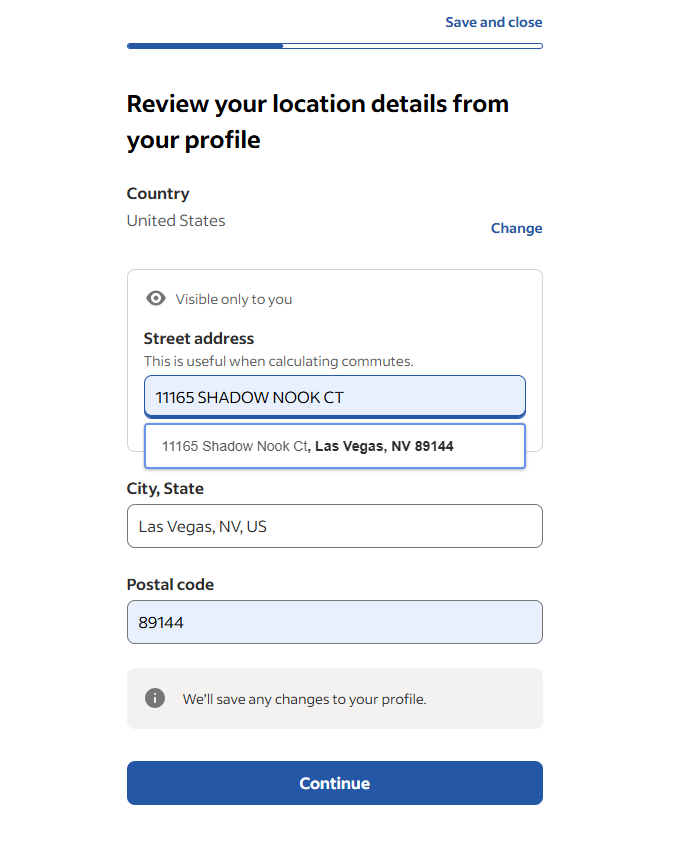 Save and close
Review your location details from
your profile
Country
United States
Change
Visible only to you
Street address
This is useful when calculating commutes.
11165 SHADOW NOOK CT
11165 Shadow Nook Ct, Las Vegas, NV 89144
City, State
Las Vegas, NV, US
Postal code
89144
We'll save any changes to your profile.
Continue